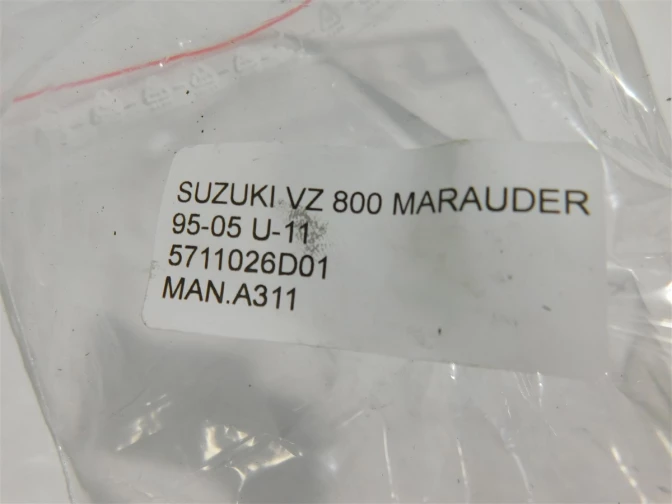 SUZUKI VZ 800 MARAUDER
95-05 U-11
5711026D01
MAN.A311